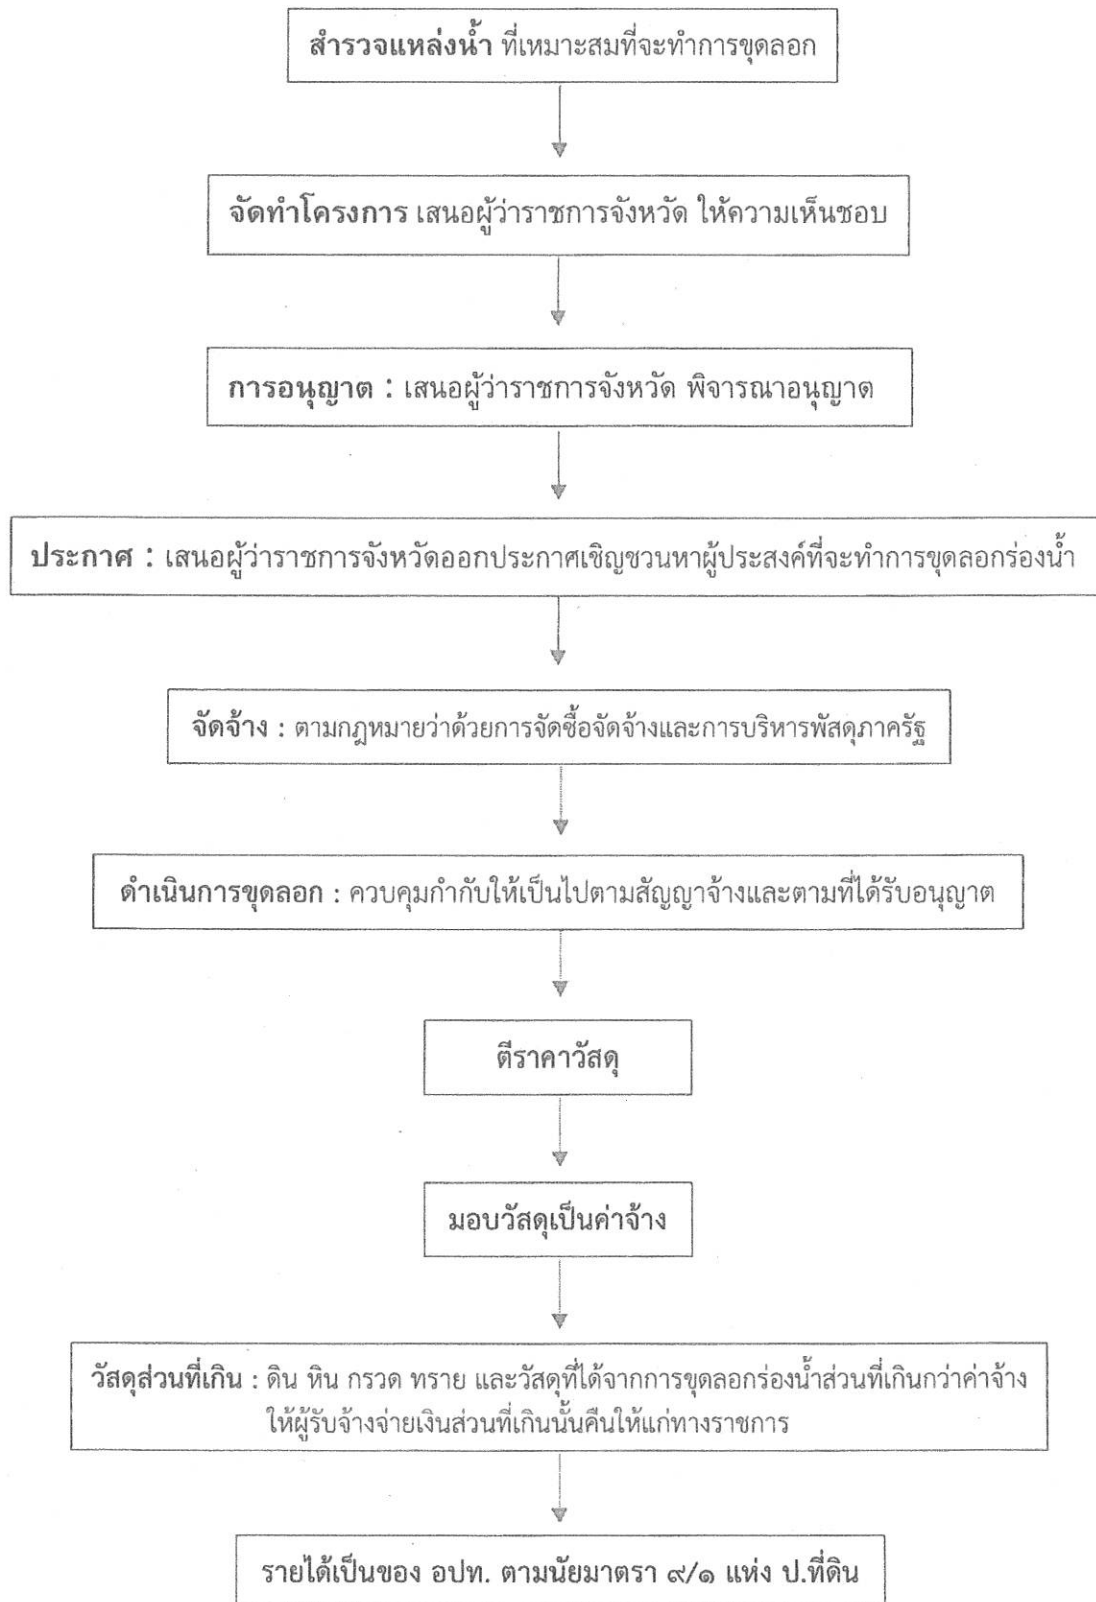 สำรวจแหล่งน้ำ ที่เหมาะสมที่จะทำการขุดลอก
จัดทำโครงการ เสนอผู้ว่าราชการจังหวัด ให้ความเห็นชอบ
การอนุญาต : เสนอผู้ว่าราชการจังหวัด พิจารณาอนุญาต
ประกาศ : เสนอผู้ว่าราชการจังหวัดออกประกาศเชิญชวนหาผู้ประสงค์ที่จะทำการขุดลอกร่องน้ำ
จัดจ้าง : ตามกฎหมายว่าด้วยการจัดซื้อจัดจ้างและการบริหารพัสดุภาครัฐ
ดำเนินการขุดลอก : ควบคุมกำกับให้เป็นไปตามสัญญาจ้างและตามที่ได้รับอนุญาต
ตีราคาวัสดุ
มอบวัสดุเป็นค่าจ้าง
วัสดุส่วนที่เกิน : ดิน หิน กรวด ทราย และวัสดุที่ได้จากการขุดลอกร่องน้ำส่วนที่เกินกว่าค่าจ้าง
ให้ผู้รับจ้างจ่ายเงินส่วนที่เกินนั้นคืนให้แก่ทางราชการ
รายได้เป็นของ อปท. ตามนัยมาตรา ๙/๑ แห่ง ป.ที่ดิน